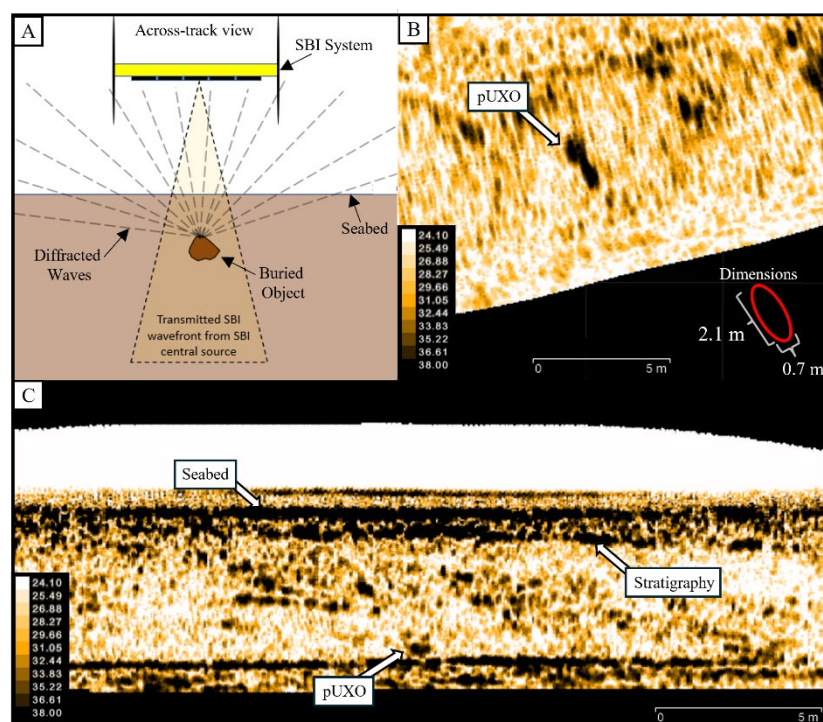 A
Across-track view
SBI System
Seabed
Diffracted
Waves
Buried
Object
Transmitted SBI
wavefront from SBI
central source
B
pUXO
24.10
25.49
26.88
28.27
29.66
31.05
32.44
33.83
35.22
36.61
38.00
Dimensions
2.1 m
0.7 m
0
5 m
C
Seabed
Stratigraphy
pUXO
24.10
25.49
26.88
28.27
29.66
31.05
32.44
33.83
35.22
36.61
38.00
0
5 m